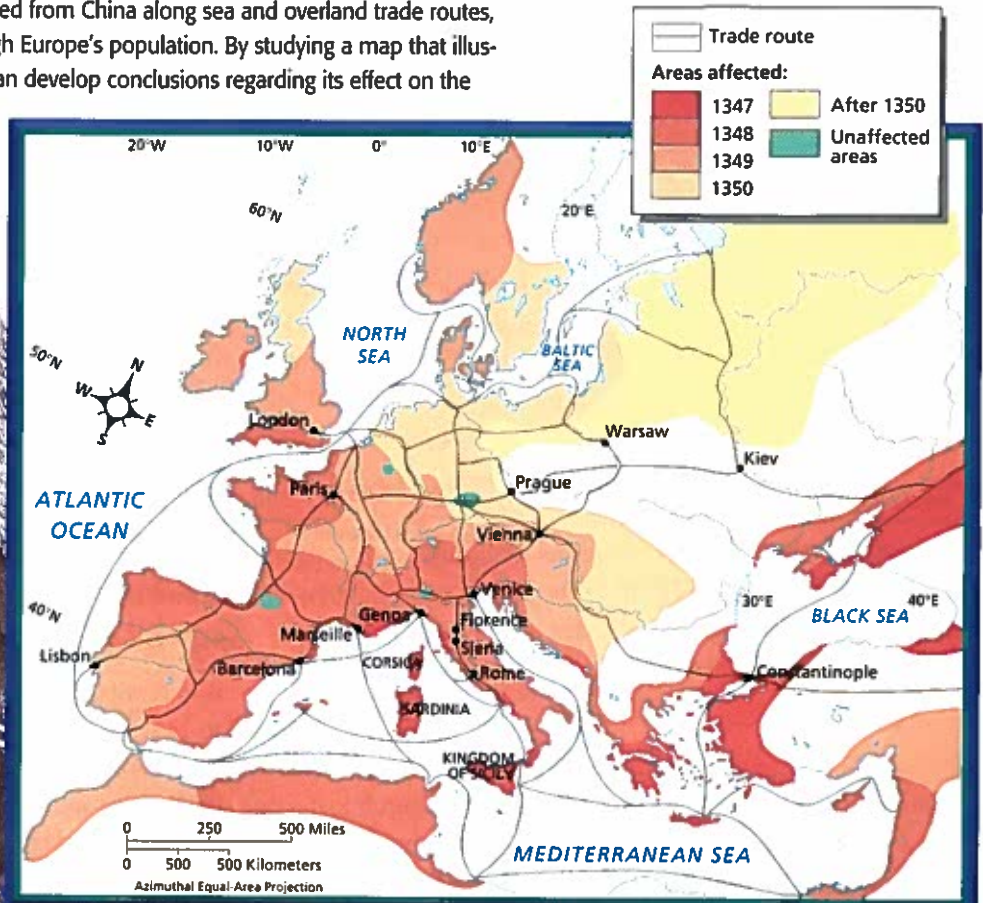 ed from China along sea and overland trade routes,
gh Europe's population. By studying a map that illus-
an develop conclusions regarding its effect on the
Trade route
Areas affected:
1347
1348
1349
1350
After 1350
Unaffected
areas
20°W
10°W
0°
10°E
60°N
20°E
50°N
N
W
E
S
NORTH
SEA
BALTIC
SEA
London
Warsaw
Kiev
Paris
Prague
ATLANTIC
OCEAN
Vienna
40°N
Venice
30°E
40°E
BLACK SEA
Genoa
Florence
Marseille
Siena
Lisbon
Barcelona
CORSICA
Rome
Constantinople
SARDINIA
KINGDOM
OF SICILY
0 250 500 Miles
0 500 500 Kilometers
Azimuthal Equal-Area Projection
MEDITERRANEAN SEA